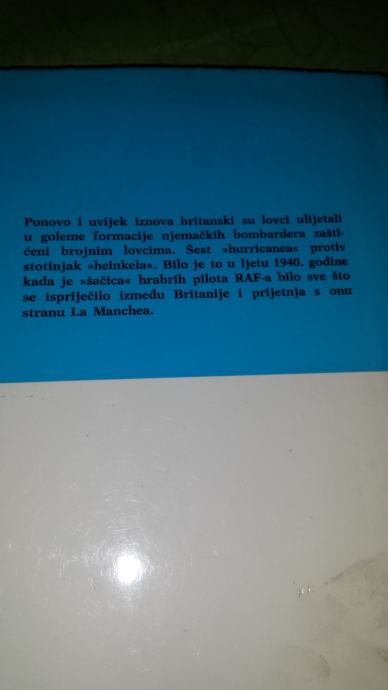 Ponovo i uvijek iznova britanski su lovci ulijetali
u goleme formacije njemačkih bombardera zašti-
ćeni brojnim lovcima. Šest »hurricanea« protiv
stotinjak »heinkela«. Bilo je to u ljetu 1940. godine
kada je »šačica« hrabrih pilota RAF-a bilo sve što
se ispriječilo između Britanije i prijetnja s onu
stranu La Manchea.